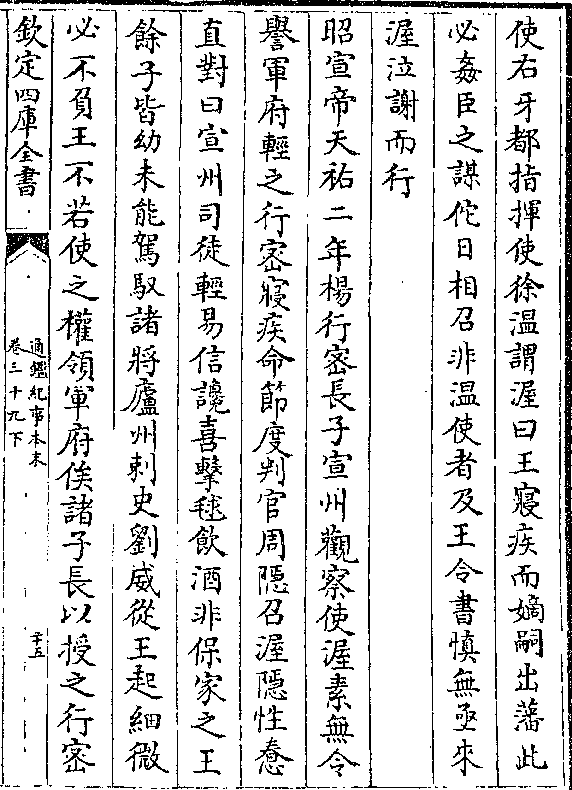 使右牙都指揮使徐温謂渥曰王寢疾而嫡嗣出藩此
必姦臣之謀佗日相召非温使者及王令書慎無亟來
渥泣謝而行
昭宣帝天祐二年楊行密長子宣州觀察使渥素無令
譽軍府輕之行密寢疾命節度判官周隠召渥隠性憃
直對曰宣州司徒輕易信讒喜擊毬飲酒非保家之王
餘子皆幼未能駕馭諸將廬州刺史劉威從王起細微
必不負王不若使之權領軍府俟諸子長以授之行密
欽定四庫全書
通鑑紀事本末
卷三十九下
二十五